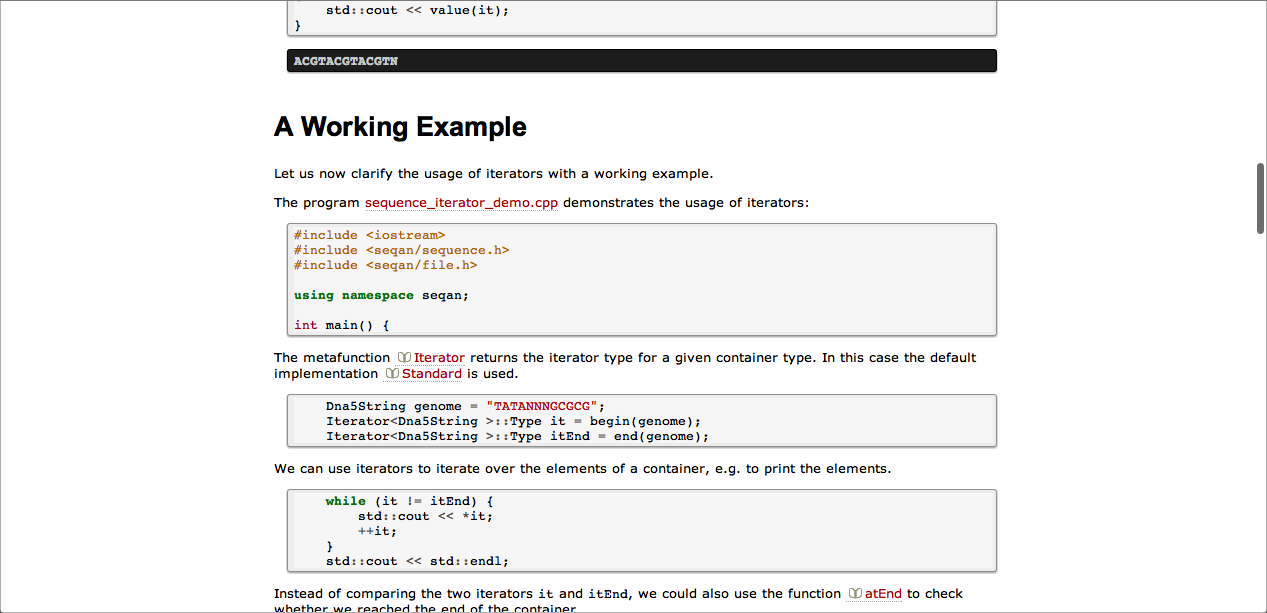 std::cout << value(it);
}
ACGTACGTACGTN
A Working Example
Let us now clarify the usage of iterators with a working example.
The program sequence_iterator_demo.cpp demonstrates the usage of iterators:
#include <iostream>
#include <seqan/sequence.h>
#include <seqan/file.h>
using namespace seqan;
int main() {
The metafunction Iterator returns the iterator type for a given container type. In this case the default
implementation Standard is used.
Dna5String genome = "TATANNNGCGCG";
Iterator<Dna5String >::Type it = begin(genome);
Iterator<Dna5String >::Type itEnd = end(genome);
We can use iterators to iterate over the elements of a container, e.g. to print the elements.
while (it != itEnd) {
std::cout << *it;
++it;
}
std::cout << std::endl;
Instead of comparing the two iterators it and itEnd, we could also use the function atEnd to check
whether we reached the end of the container.